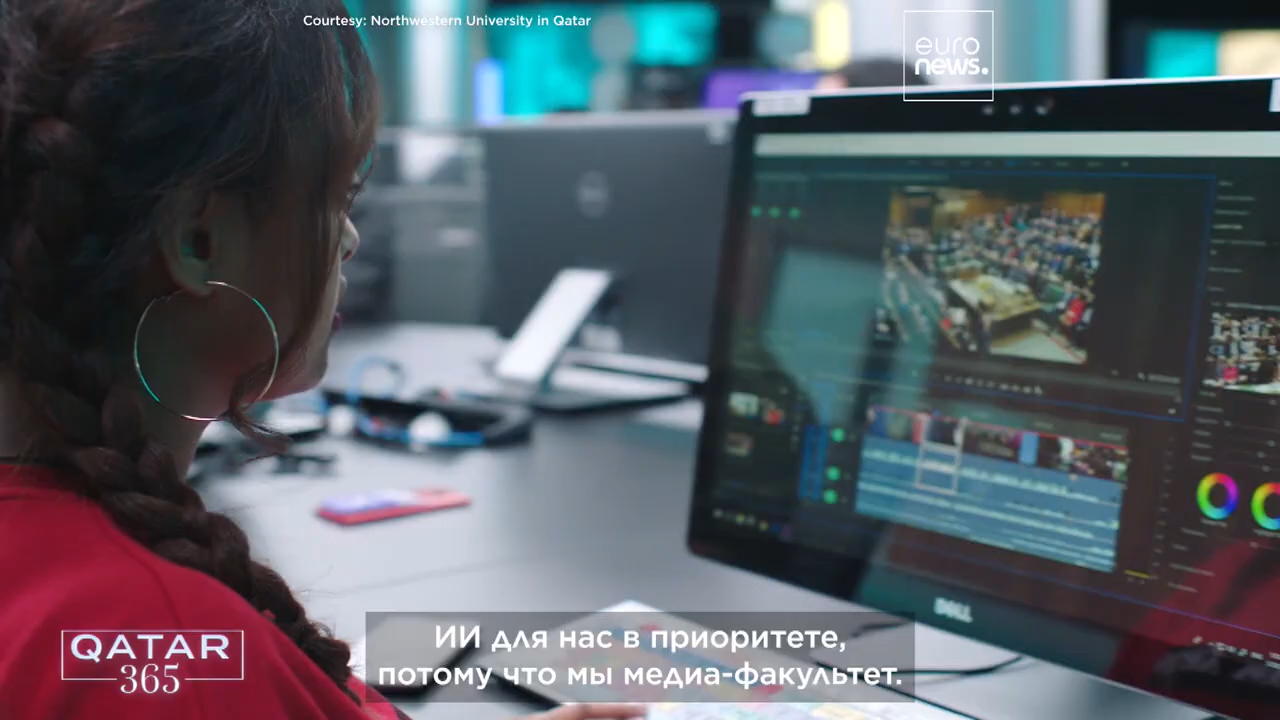 Courtesy: Northwestern University in Qatar
euro
news.
DELL
QATAR
365
ИИ для нас в приоритете,
потому что мы медиа-факультет.